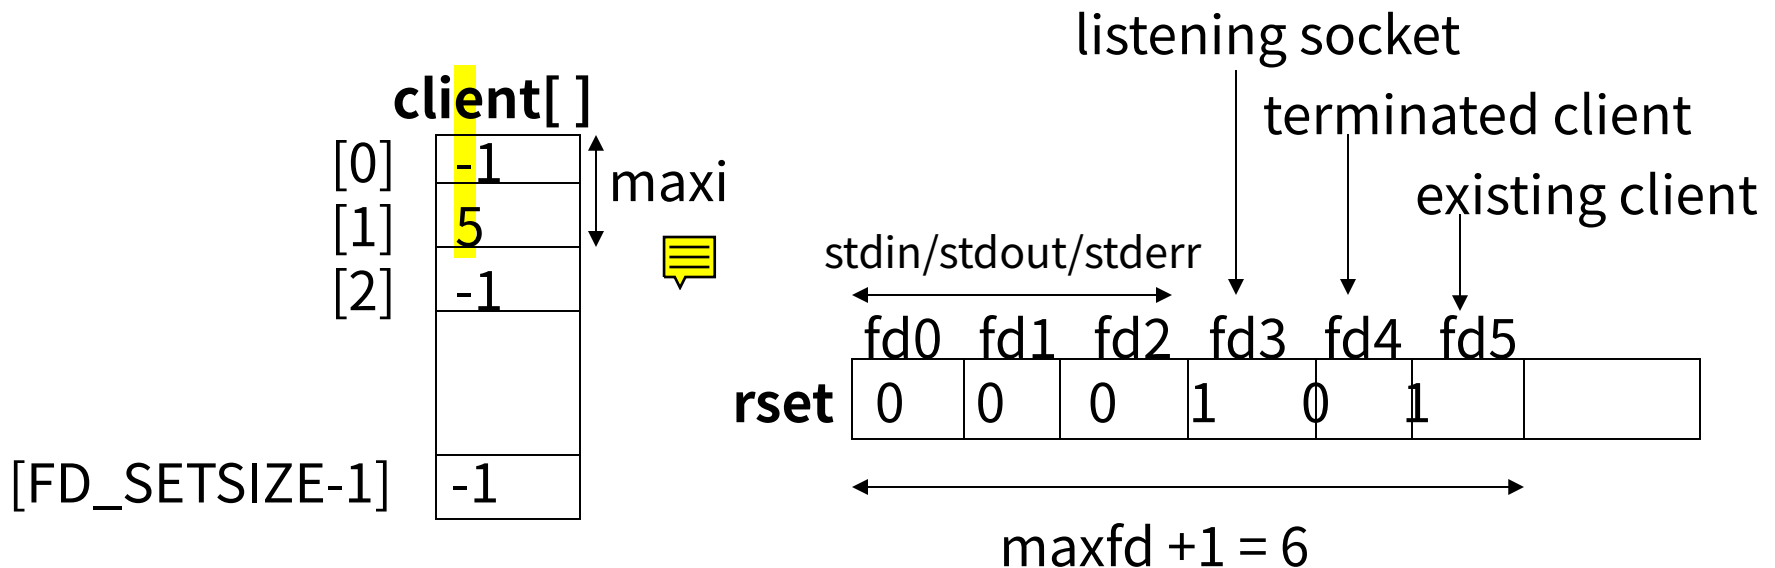 listening socket
terminated client
existing client
client[ ]
[0] -1
maxi
[1] 5
[2] -1
[FD_SETSIZE-1] -1
stdin/stdout/stderr
fd0 fd1 fd2 fd3 fd4 fd5
rset 0 0 0 1 0 1
maxfd +1 = 6